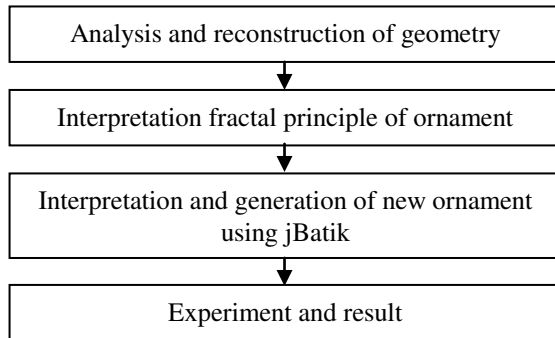 Analysis and reconstruction of geometry
Interpretation fractal principle of ornament
Interpretation and generation of new ornament
using jBatik
Experiment and result